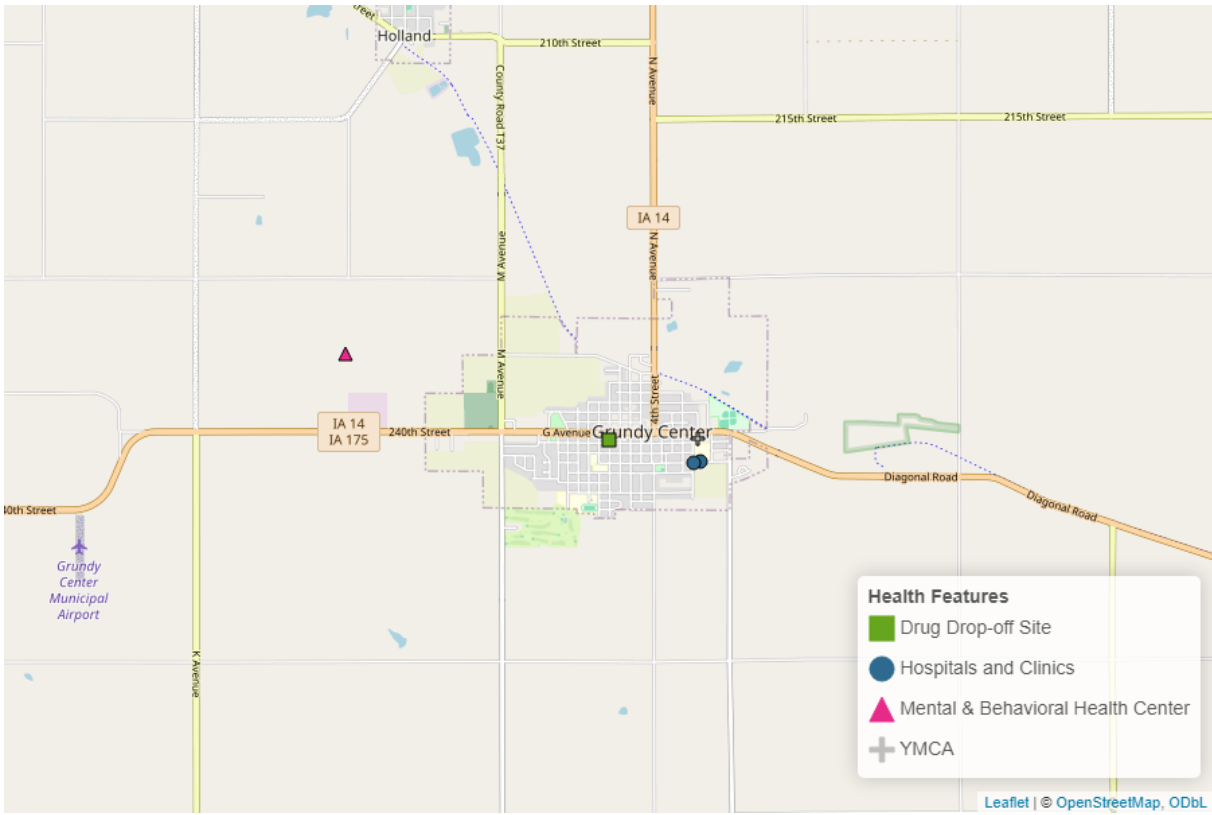 Street
Holland
210th Street
County Road T37
N Avenue
215th Street
215th Street
IA 14
M Avenue
N Avenue
M Avenue
4th Street
IA 14
IA 175
240th Street
G Avenue
Grundy Center
Diagonal Road
Diagonal Road
40th Street
Grundy
Center
Municipal
Airport
K Avenue
Health Features
Drug Drop-off Site
Hospitals and Clinics
Mental & Behavioral Health Center
YMCA
Leaflet | © OpenStreetMap, ODbL